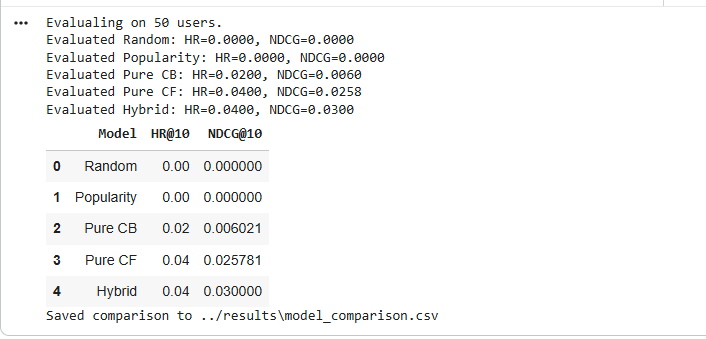 Evalualing on 50 users.
Evaluated Random: HR=0.0000, NDCG=0.0000
Evaluated Popularity: HR=0.0000, NDCG=0.0000
Evaluated Pure CB: HR=0.0200, NDCG=0.0060
Evaluated Pure CF: HR=0.0400, NDCG=0.0258
Evaluated Hybrid: HR=0.0400, NDCG=0.0300
Model HR@10 NDCG@10
0 Random 0.00 0.000000
1 Popularity 0.00 0.000000
2 Pure CB 0.02 0.006021
3 Pure CF 0.04 0.025781
4 Hybrid 0.04 0.030000
Saved comparison to ../results\model_comparison.csv